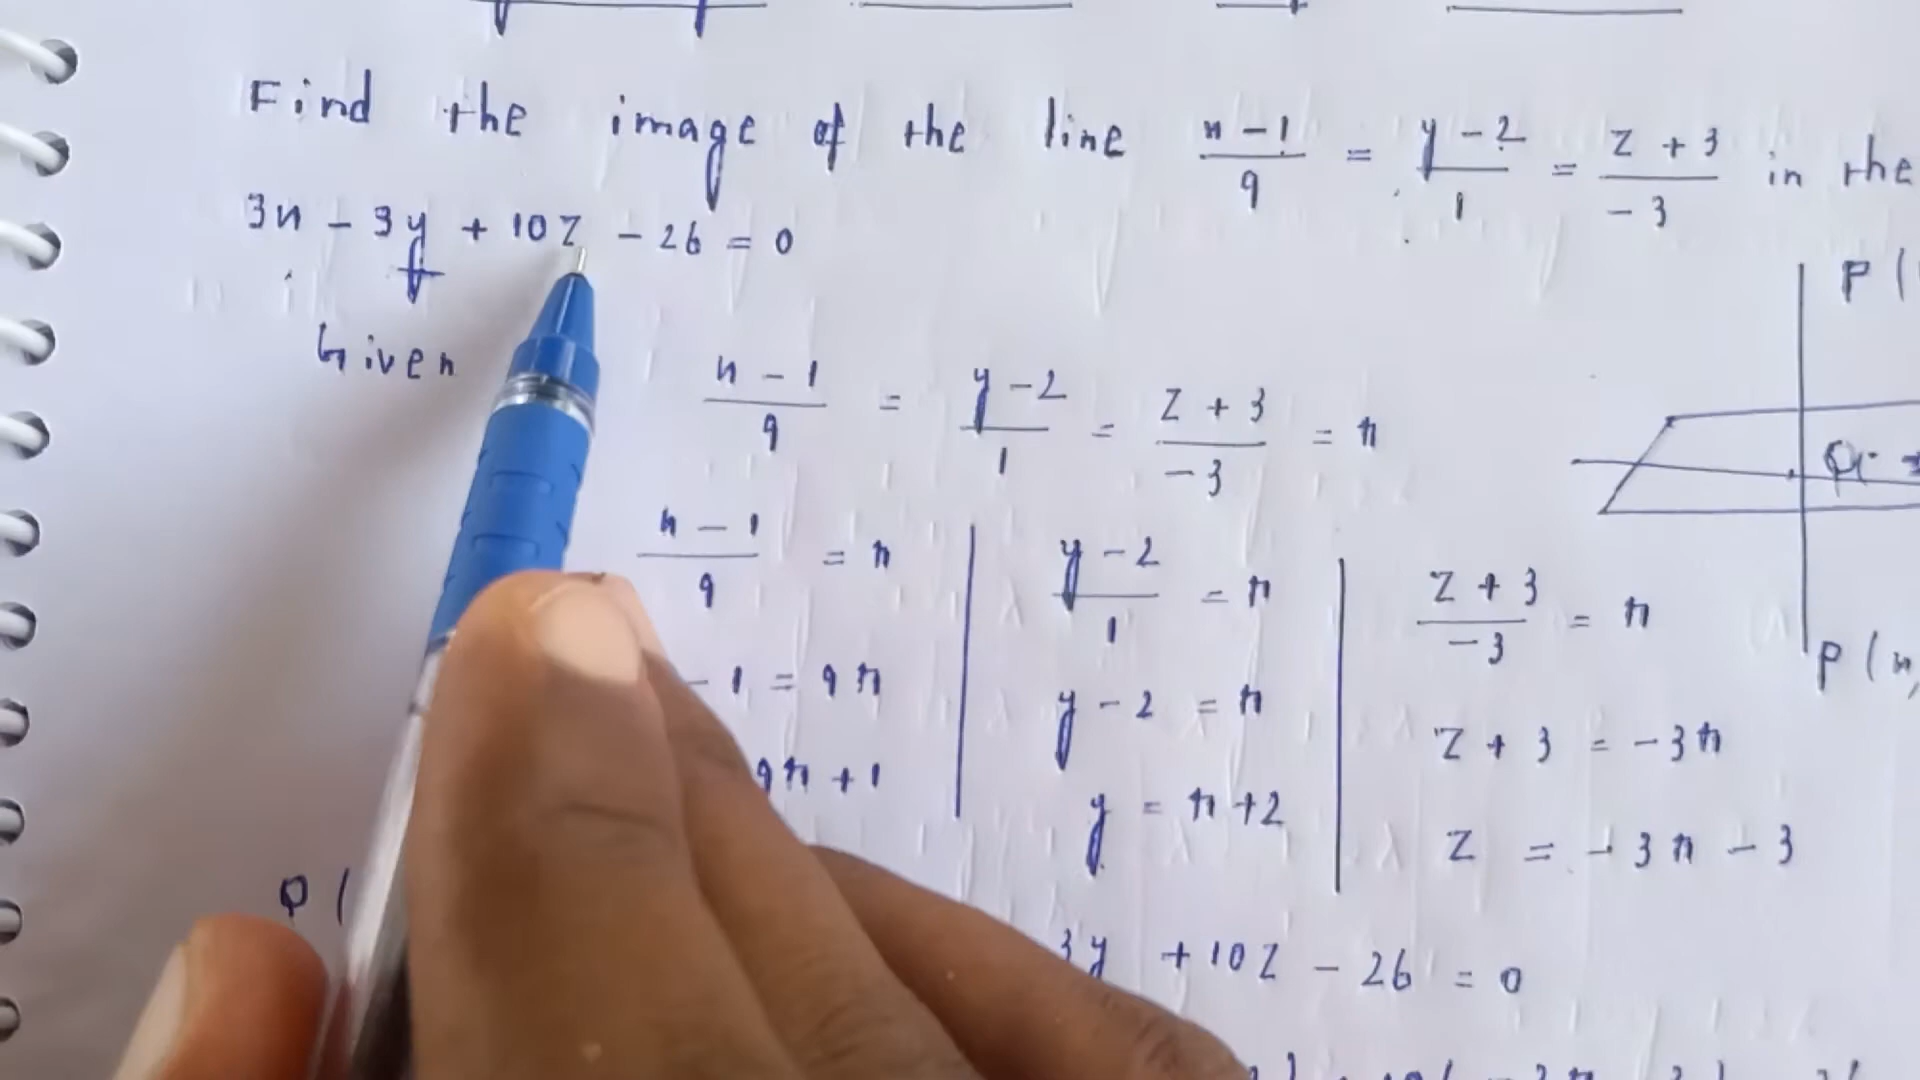 Find the image of the line x - 1 / 9 = y - 2 / 1 = z + 3 / - 3 in the
3x - 3y + 10z - 26 = 0
Given x - 1 / 9 = y - 2 / 1 = z + 3 / - 3 = r
P (
x - 1 / 9 = r
y - 2 / 1 = r
z + 3 / - 3 = r
- 1 = 9r
y - 2 = r
z + 3 = - 3r
9r + 1
y = r + 2
z = - 3r - 3
P (
P (x,
3y + 10z - 26 = 0